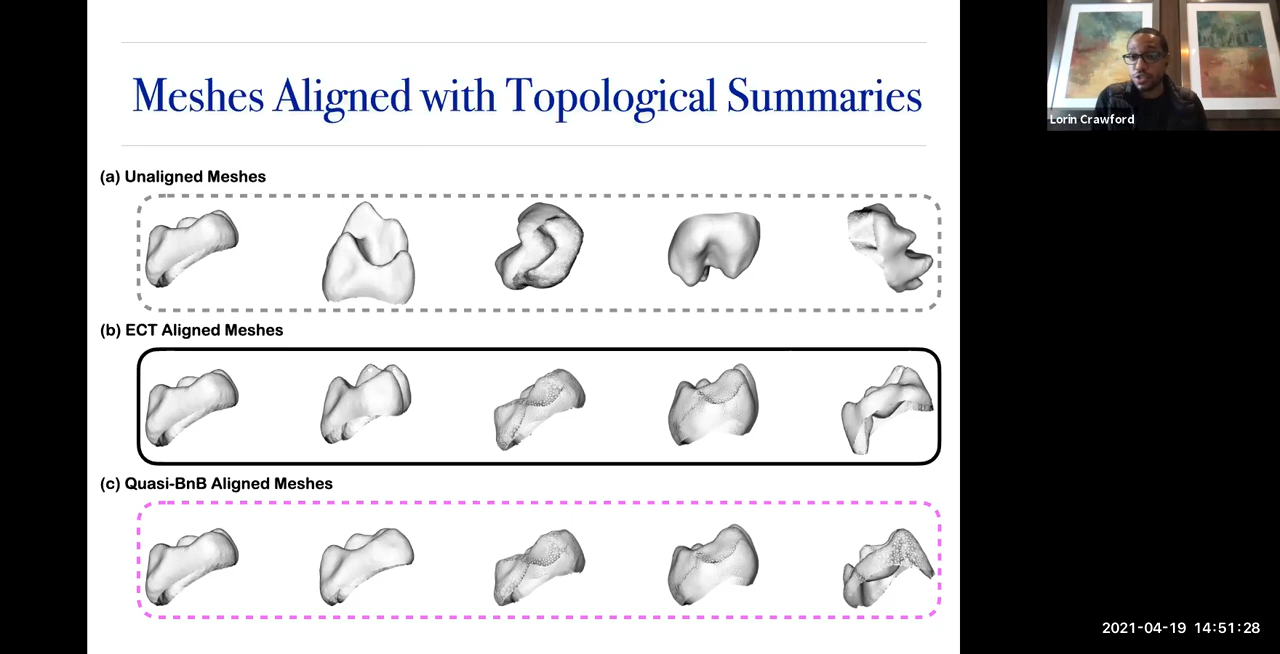 Meshes Aligned with Topological Summaries
Lorin Crawford
(a) Unaligned Meshes
(b) ECT Aligned Meshes
(c) Quasi-BnB Aligned Meshes
2021-04-19 14:51:28